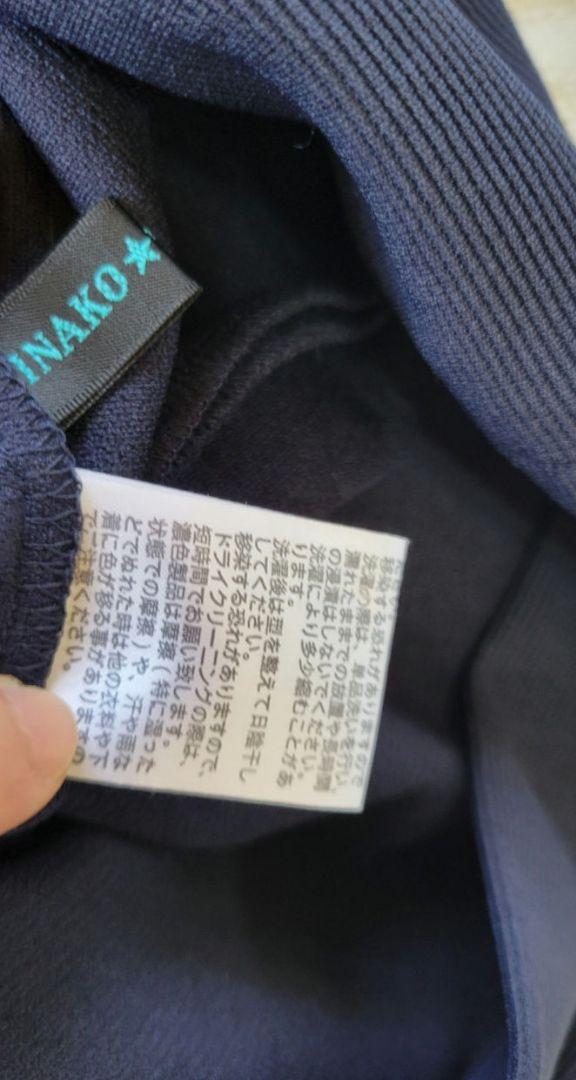 INAKO
移染する恐れがありますので
洗濯の際は、単品洗いを行い、
濡れたままでの放置や長時間
の浸漬はしないでください。
洗濯により多少縮むことがあ
ります。
洗濯後は型を整えて日陰干し
してください。
移染する恐れがありますので、
ドライクリーニングの際は、
短時間でお願い致します。
濃色製品は摩擦(特に湿った
状態での摩擦)や、汗や雨な
どでぬれた時は他の衣料や下
着に色が移る事がありますの
でご注意ください。